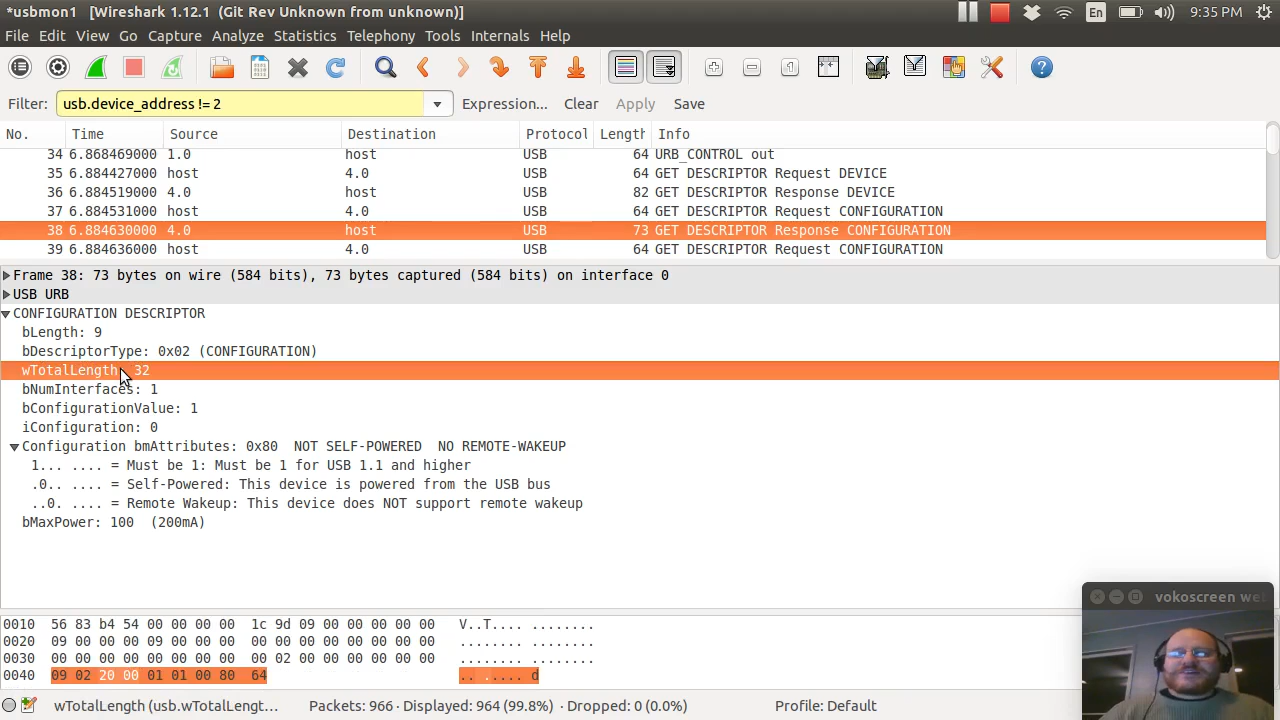 *usbmon1   [Wireshark 1.12.1  (Git Rev Unknown from unknown)]
En
9:35 PM
File Edit View Go Capture Analyze Statistics Telephony Tools Internals Help
Filter: usb.device_address != 2 Expression... Clear Apply Save
No. Time Source Destination Protocol Length Info
34 6.868469000 1.0 host USB 64 URB_CONTROL out
35 6.884427000 host 4.0 USB 64 GET DESCRIPTOR Request DEVICE
36 6.884519000 4.0 host USB 82 GET DESCRIPTOR Response DEVICE
37 6.884531000 host 4.0 USB 64 GET DESCRIPTOR Request CONFIGURATION
38 6.884630000 4.0 host USB 73 GET DESCRIPTOR Response CONFIGURATION
39 6.884636000 host 4.0 USB 64 GET DESCRIPTOR Request CONFIGURATION
Frame 38: 73 bytes on wire (584 bits), 73 bytes captured (584 bits) on interface 0
USB URB
CONFIGURATION DESCRIPTOR
bLength: 9
bDescriptorType: 0x02 (CONFIGURATION)
wTotalLength: 32
bNumInterfaces: 1
bConfigurationValue: 1
iConfiguration: 0
Configuration bmAttributes: 0x80  NOT SELF-POWERED  NO REMOTE-WAKEUP
1... .... = Must be 1: Must be 1 for USB 1.1 and higher
.0.. .... = Self-Powered: This device is powered from the USB bus
..0. .... = Remote Wakeup: This device does NOT support remote wakeup
bMaxPower: 100  (200mA)
vokoscreen we
0010 56 83 b4 54 00 00 00 00 1c 9d 09 00 00 00 00 00 V..T.... ........
0020 09 00 00 00 09 00 00 00 00 00 00 00 00 00 00 00 ........ ........
0030 00 00 00 00 00 00 00 00 00 02 00 00 00 00 00 00 ........ ........
0040 09 02 20 00 01 01 00 80 64 .. ..... d
wTotalLength (usb.wTotalLengt... Packets: 966 · Displayed: 964 (99.8%) · Dropped: 0 (0.0%) Profile: Default